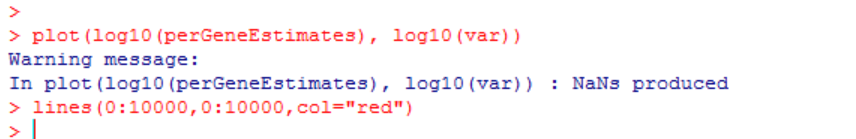 >
> plot(log10(perGeneEstimates), log10(var))
Warning message:
In plot(log10(perGeneEstimates), log10(var)) : NaNs produced
> lines(0:10000,0:10000,col="red")
>